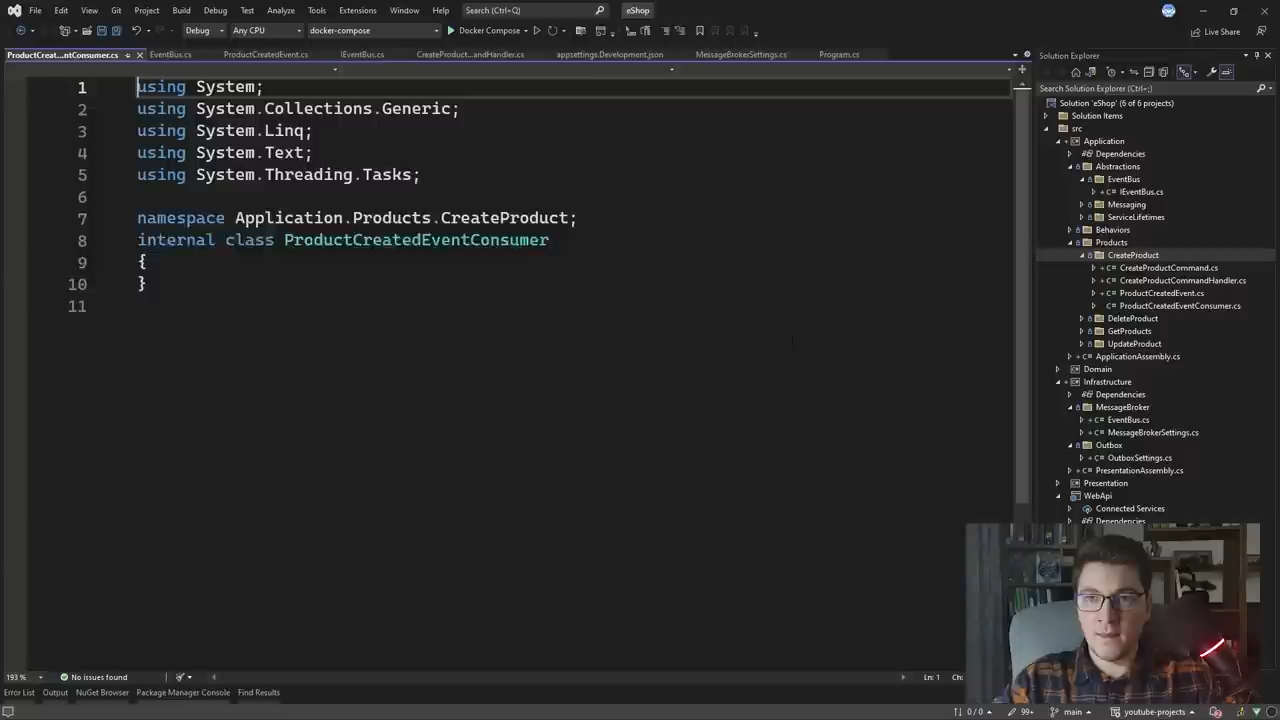 File Edit View Git Project Build Debug Test Analyze Tools Extensions Window Help Search (Ctrl+Q) eShop
Debug Any CPU docker-compose Docker Compose Live Share
ProductCreat...ntConsumer.cs EventBus.cs ProductCreatedEvent.cs IEventBus.cs CreateProduct...andHandler.cs appsettings.Development.json MessageBrokerSettings.cs Program.cs
1 using System;
2 using System.Collections.Generic;
3 using System.Linq;
4 using System.Text;
5 using System.Threading.Tasks;
6
7 namespace Application.Products.CreateProduct;
8 internal class ProductCreatedEventConsumer
9 {
10 }
11
Solution Explorer
Search Solution Explorer (Ctrl+;)
Solution 'eShop' (6 of 6 projects)
Solution Items
src
Application
Dependencies
Abstractions
EventBus
C# IEventBus.cs
Messaging
ServiceLifetimes
Behaviors
Products
CreateProduct
C# CreateProductCommand.cs
C# CreateProductCommandHandler.cs
C# ProductCreatedEvent.cs
C# ProductCreatedEventConsumer.cs
DeleteProduct
GetProducts
UpdateProduct
C# ApplicationAssembly.cs
Domain
Infrastructure
Dependencies
MessageBroker
C# EventBus.cs
C# MessageBrokerSettings.cs
Outbox
C# OutboxSettings.cs
C# PresentationAssembly.cs
Presentation
WebApi
Connected Services
Dependencies
193 % No issues found Ln: 1
Error List Output NuGet Browser Package Manager Console Find Results
0 / 0 99+ main youtube-projects